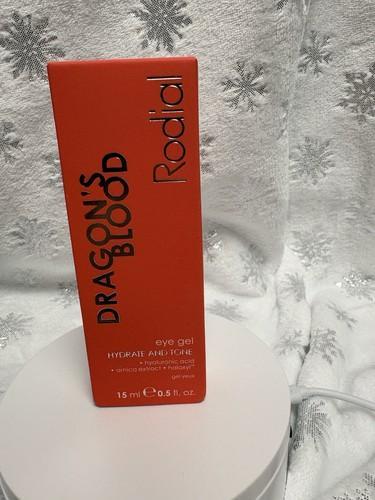 Rodial
DRAGON'S
BLOOD
eye gel
HYDRATE AND TONE
• hyaluronic acid
• arnica extract • haloxyl™
gel yeux
15 ml ℮ 0.5 fl. oz.